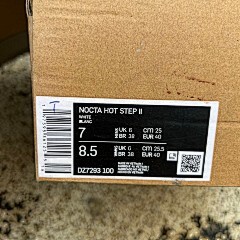 NOCTA HOT STEP II
WHITE
BLANC
7
UK 6
BR 38
CM 25
EUR 40
8.5
UK 6
BR 38
CM 25.5
EUR 40
DZ7293 100